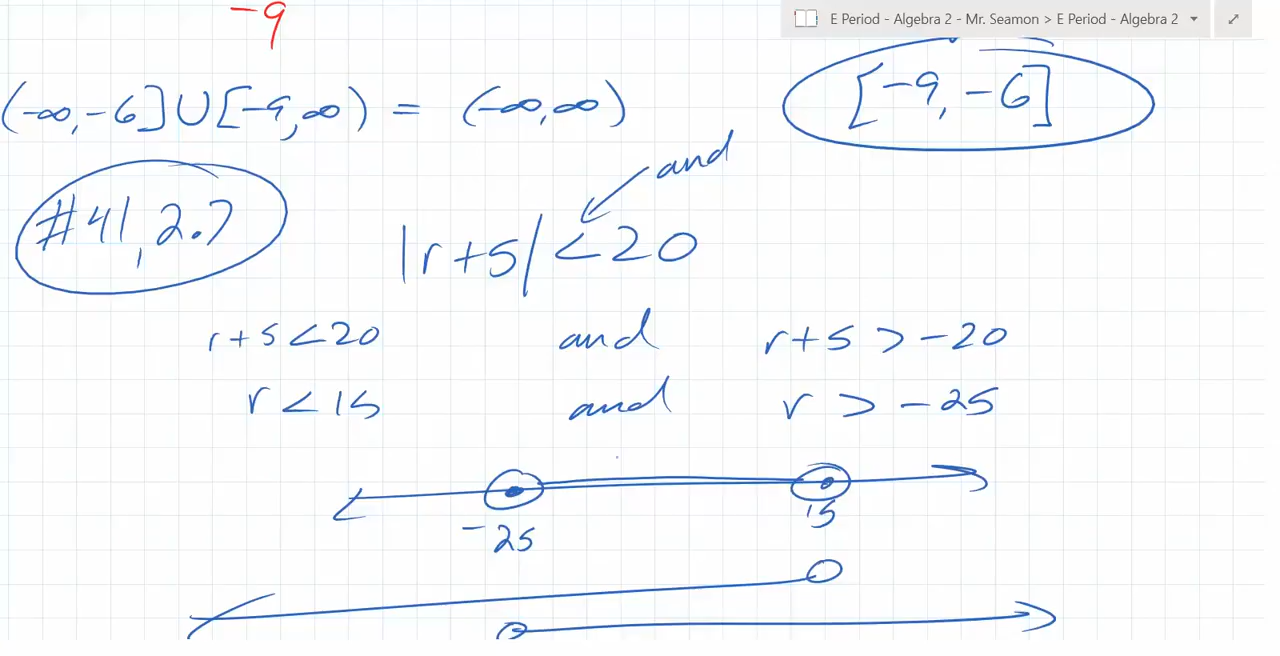 -9
E Period - Algebra 2 - Mr. Seamon > E Period - Algebra 2
(-∞, -6] ∪ [-9, ∞) = (-∞, ∞)
[-9, -6]
and
#41, 2.7
|r+5| < 20
r+5 < 20 and r+5 > -20
r < 15 and r > -25
-25 15